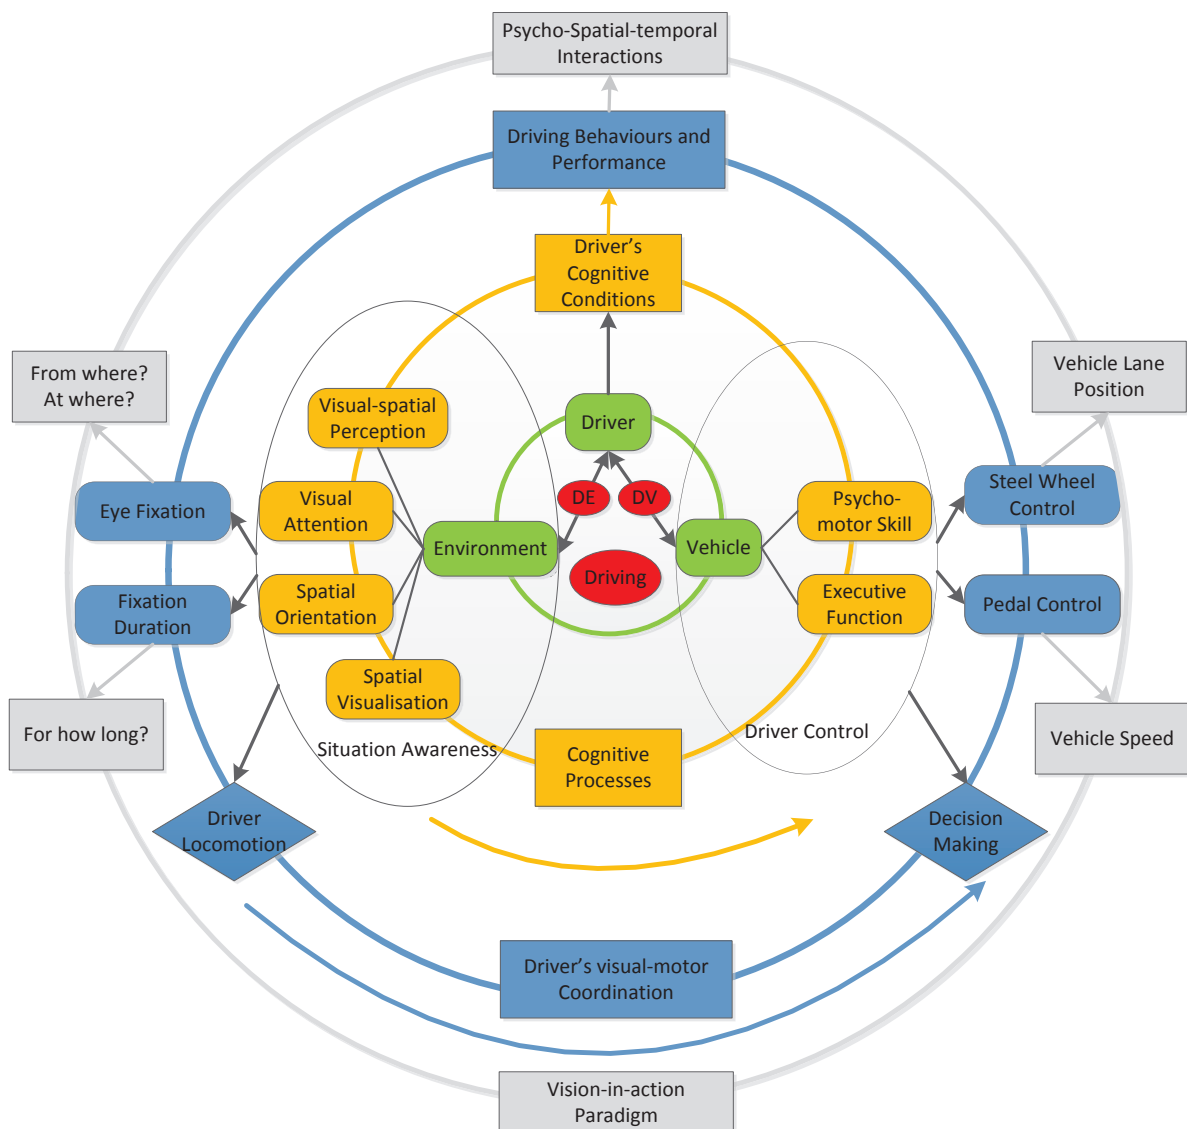 Psycho-Spatial-temporal
Interactions
Driving Behaviours and
Performance
Driver's
Cognitive
Conditions
From where?
At where?
Vehicle Lane
Position
Visual-spatial
Perception
Driver
Eye Fixation
Visual
Attention
DE
DV
Psycho-
motor Skill
Steel Wheel
Control
Environment
Vehicle
Driving
Fixation
Duration
Spatial
Orientation
Executive
Function
Pedal Control
Spatial
Visualisation
For how long?
Situation Awareness
Driver Control
Vehicle Speed
Cognitive
Processes
Driver
Locomotion
Decision
Making
Driver's visual-motor
Coordination
Vision-in-action
Paradigm